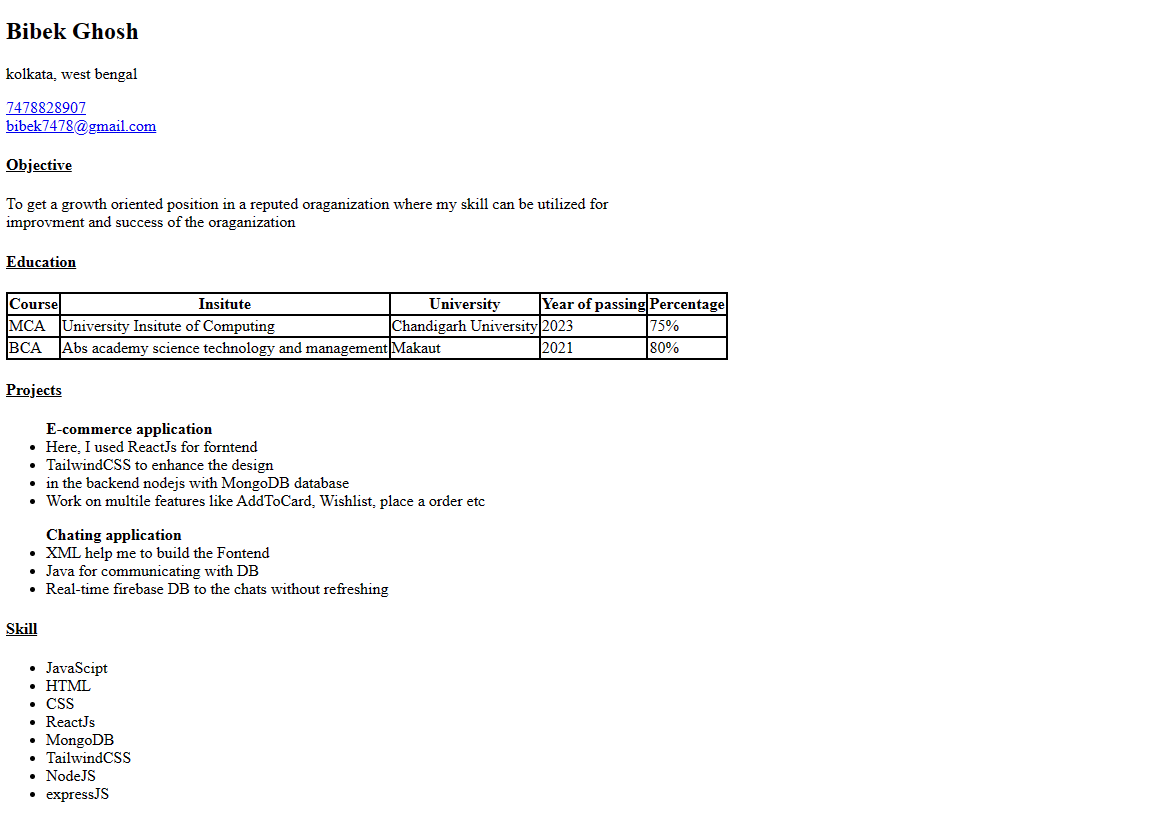 Bibek Ghosh
kolkata, west bengal
7478828907
bibek7478@gmail.com
Objective
To get a growth oriented position in a reputed oraganization where my skill can be utilized for
improvment and success of the oraganization
Education
Course Insitute University Year of passing Percentage
MCA University Insitute of Computing Chandigarh University 2023 75%
BCA Abs academy science technology and management Makaut 2021 80%
Projects
E-commerce application
• Here, I used ReactJs for forntend
• TailwindCSS to enhance the design
• in the backend nodejs with MongoDB database
• Work on multile features like AddToCard, Wishlist, place a order etc
Chating application
• XML help me to build the Fontend
• Java for communicating with DB
• Real-time firebase DB to the chats without refreshing
Skill
• JavaScipt
• HTML
• CSS
• ReactJs
• MongoDB
• TailwindCSS
• NodeJS
• expressJS